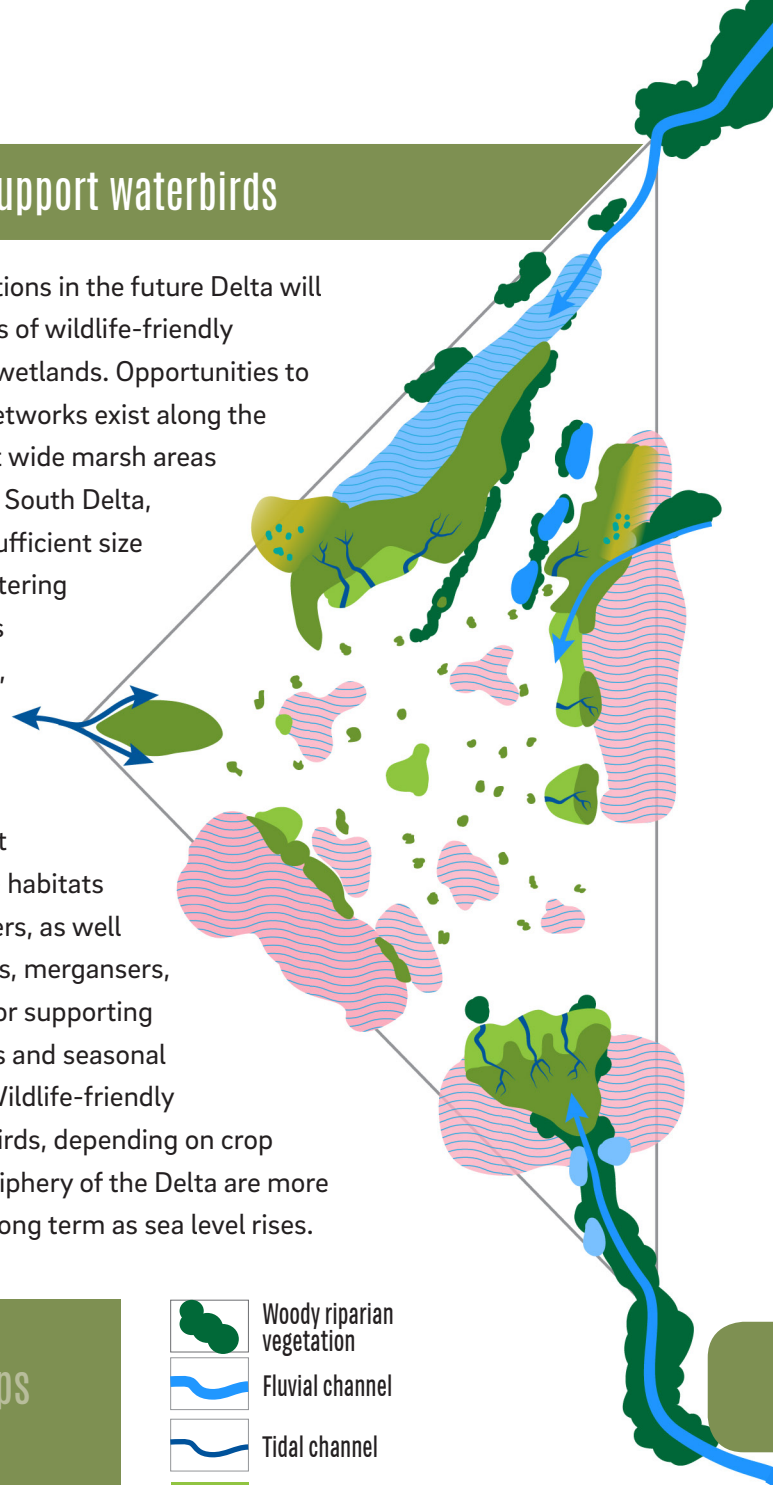 upport waterbirds
tions in the future Delta will
s of wildlife-friendly
wetlands. Opportunities to
etworks exist along the
t wide marsh areas
South Delta,
ufficient size
tering
s
,
t
habitats
ers, as well
s, mergansers,
or supporting
s and seasonal
Wildlife-friendly
irds, depending on crop
iphery of the Delta are more
ong term as sea level rises.
ps
Woody riparian
vegetation
Fluvial channel
Tidal channel